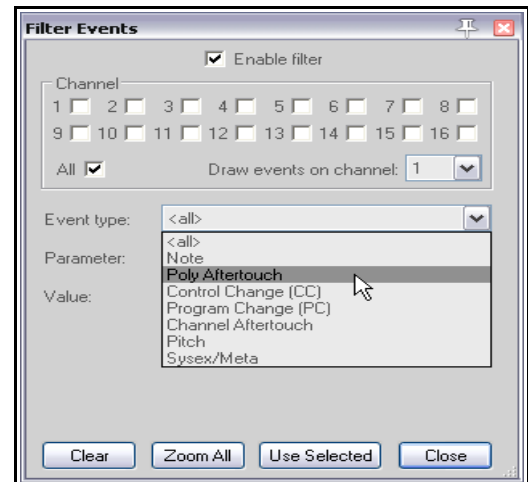 Filter Events
Enable filter
Channel
1 2 3 4 5 6 7 8
9 10 11 12 13 14 15 16
All Draw events on channel: 1
Event type: <all>
<all>
Parameter: Note
Poly Aftertouch
Value: Control Change (CC)
Program Change (PC)
Channel Aftertouch
Pitch
Sysex/Meta
Clear Zoom All Use Selected Close